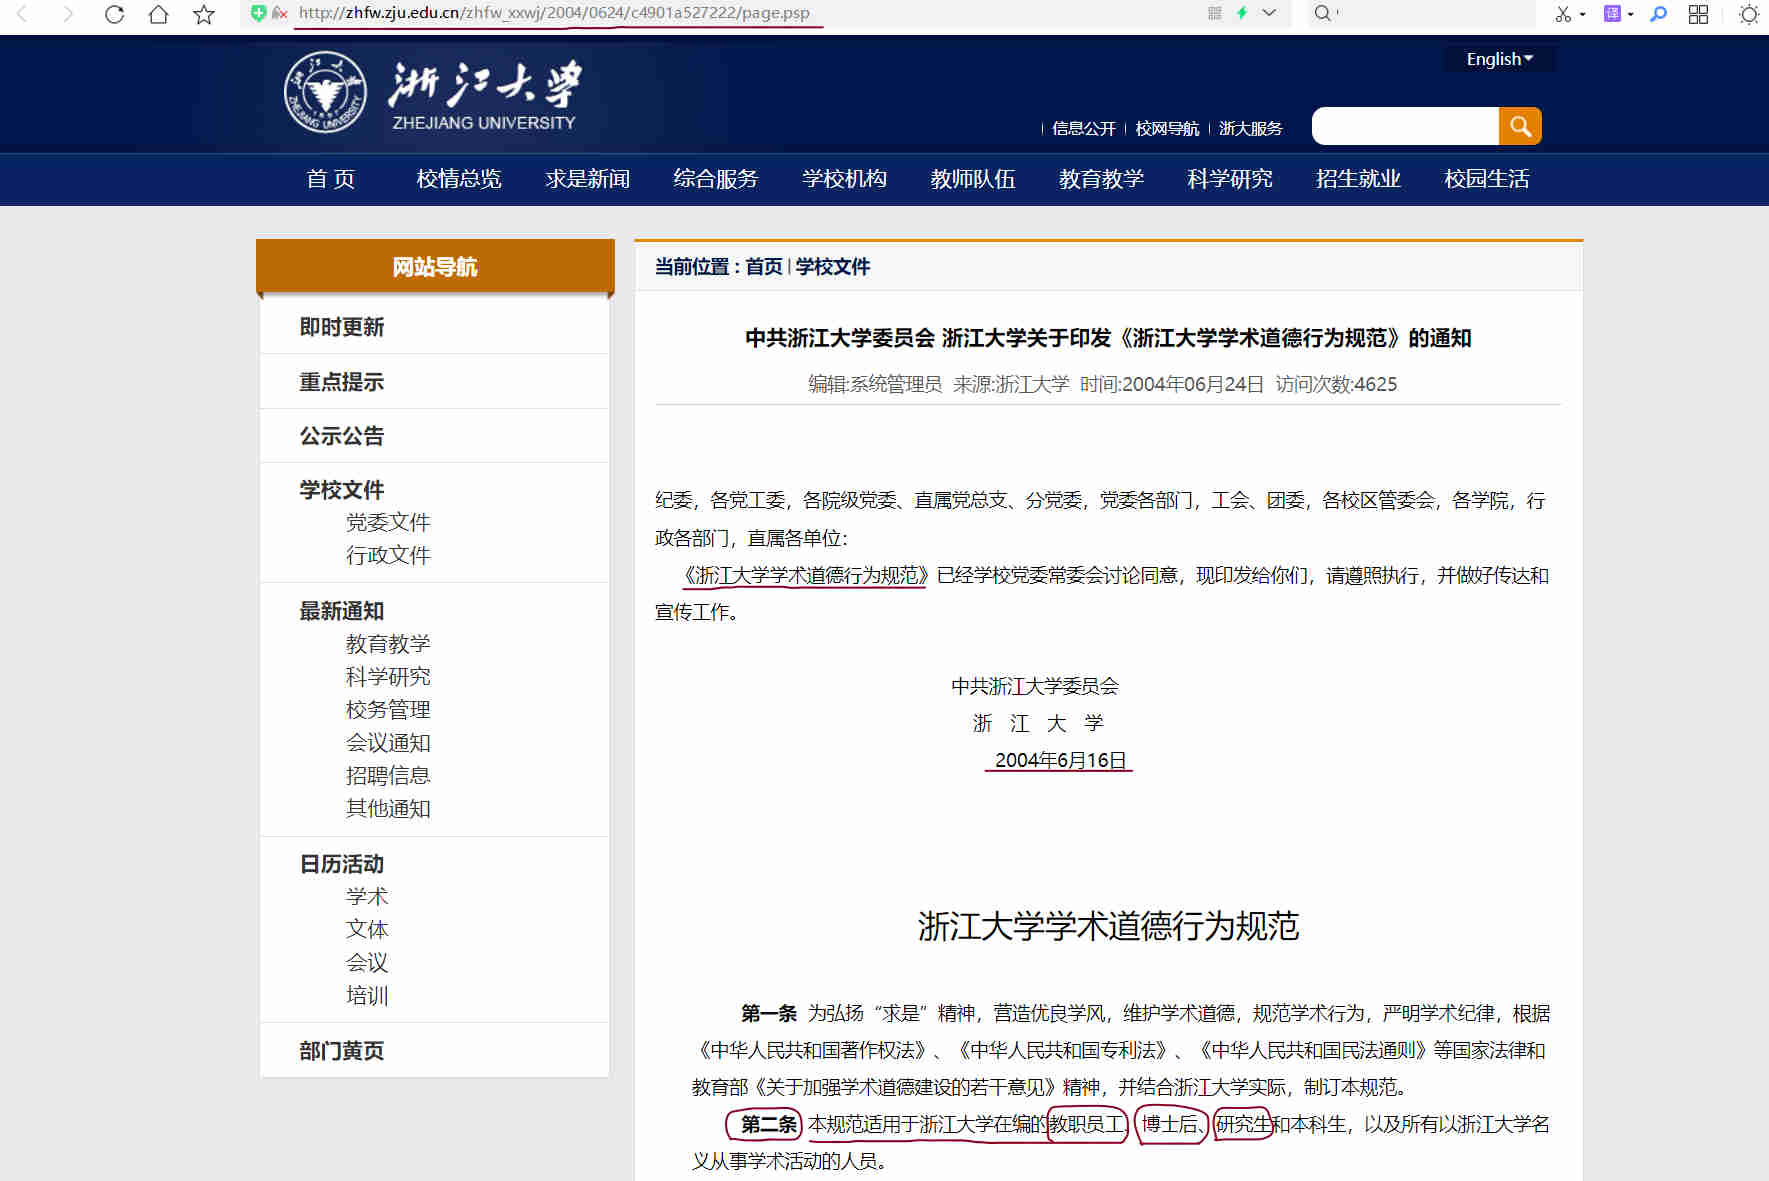 http://zhfw.zju.edu.cn/zhfw_xxwj/2004/0624/c4901a527222/page.psp
译
English
浙江大学
ZHEJIANG UNIVERSITY
信息公开 校网导航 浙大服务
首 页 校情总览 求是新闻 综合服务 学校机构 教师队伍 教育教学 科学研究 招生就业 校园生活
网站导航
即时更新
重点提示
公示公告
学校文件
党委文件
行政文件
最新通知
教育教学
科学研究
校务管理
会议通知
招聘信息
其他通知
日历活动
学术
文体
会议
培训
部门黄页
当前位置：首页 | 学校文件
中共浙江大学委员会 浙江大学关于印发《浙江大学学术道德行为规范》的通知
编辑:系统管理员 来源:浙江大学 时间:2004年06月24日 访问次数:4625
纪委，各党工委，各院级党委、直属党总支、分党委，党委各部门，工会、团委，各校区管委会，各学院，行
政各部门，直属各单位：
《浙江大学学术道德行为规范》已经学校党委常委会讨论同意，现印发给你们，请遵照执行，并做好传达和
宣传工作。
中共浙江大学委员会
浙 江 大 学
2004年6月16日
浙江大学学术道德行为规范
第一条 为弘扬“求是”精神，营造优良学风，维护学术道德，规范学术行为，严明学术纪律，根据
《中华人民共和国著作权法》、《中华人民共和国专利法》、《中华人民共和国民法通则》等国家法律和
教育部《关于加强学术道德建设的若干意见》精神，并结合浙江大学实际，制订本规范。
第二条 本规范适用于浙江大学在编的教职员工、博士后、研究生和本科生，以及所有以浙江大学名
义从事学术活动的人员。